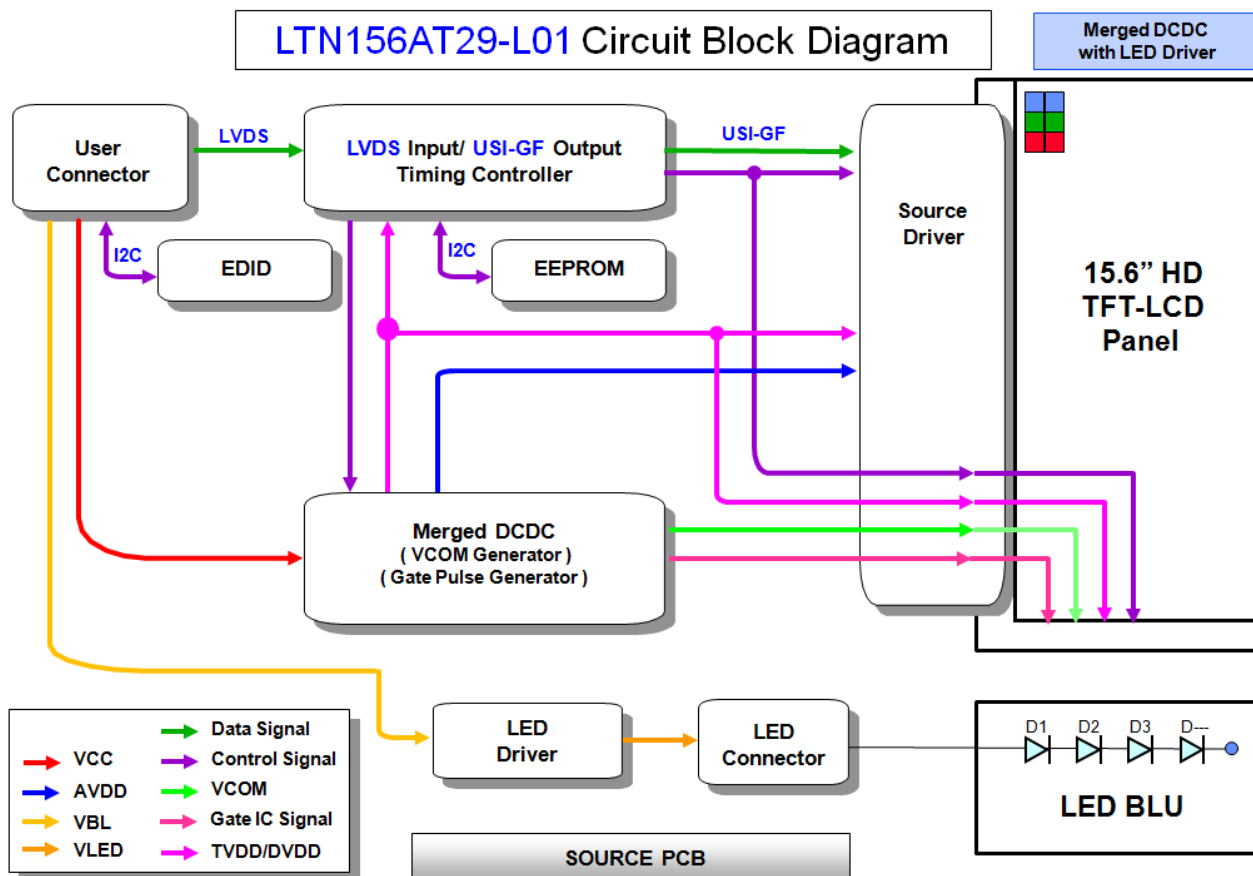 LTN156AT29-L01 Circuit Block Diagram
Merged DCDC
with LED Driver
User
Connector
LVDS
LVDS Input/ USI-GF Output
Timing Controller
USI-GF
Source
Driver
I2C
EDID
I2C
EEPROM
15.6” HD
TFT-LCD
Panel
Merged DCDC
( VCOM Generator )
( Gate Pulse Generator )
LED
Driver
LED
Connector
D1 D2 D3 D---
LED BLU
VCC
AVDD
VBL
VLED
Data Signal
Control Signal
VCOM
Gate IC Signal
TVDD/DVDD
SOURCE PCB